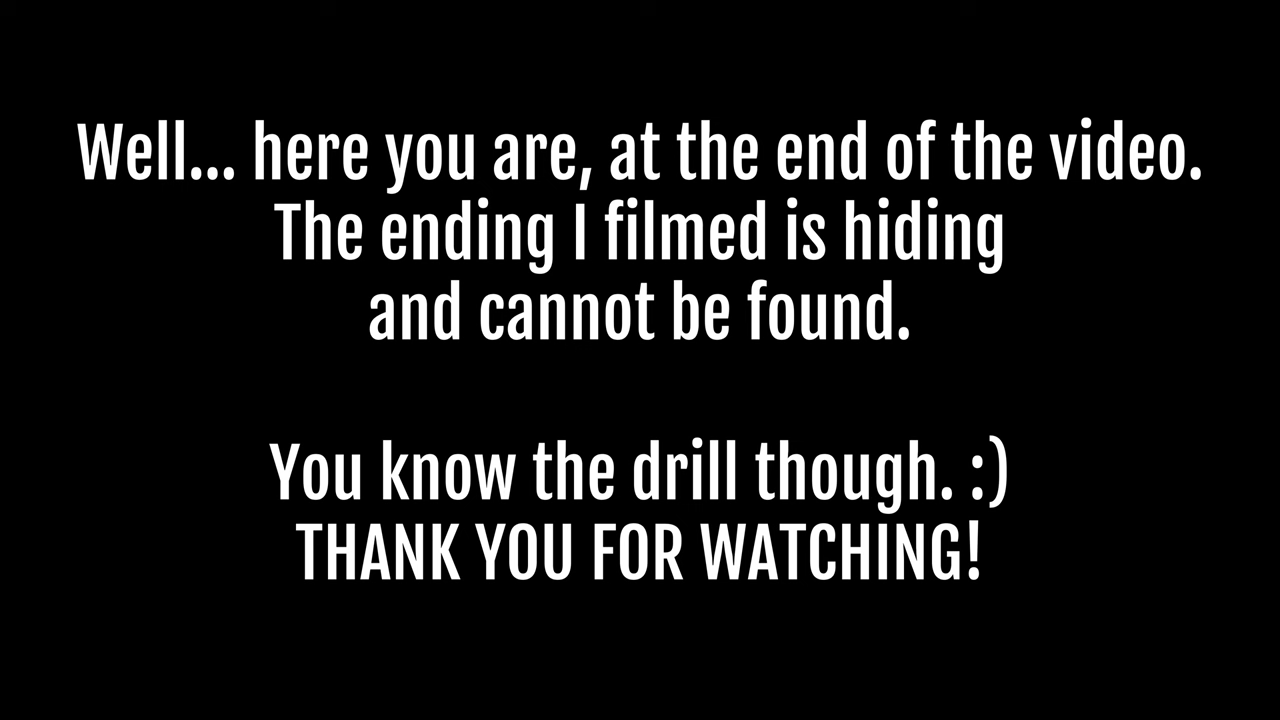 Well... here you are, at the end of the video.
The ending I filmed is hiding
and cannot be found.
You know the drill though. :)
THANK YOU FOR WATCHING!